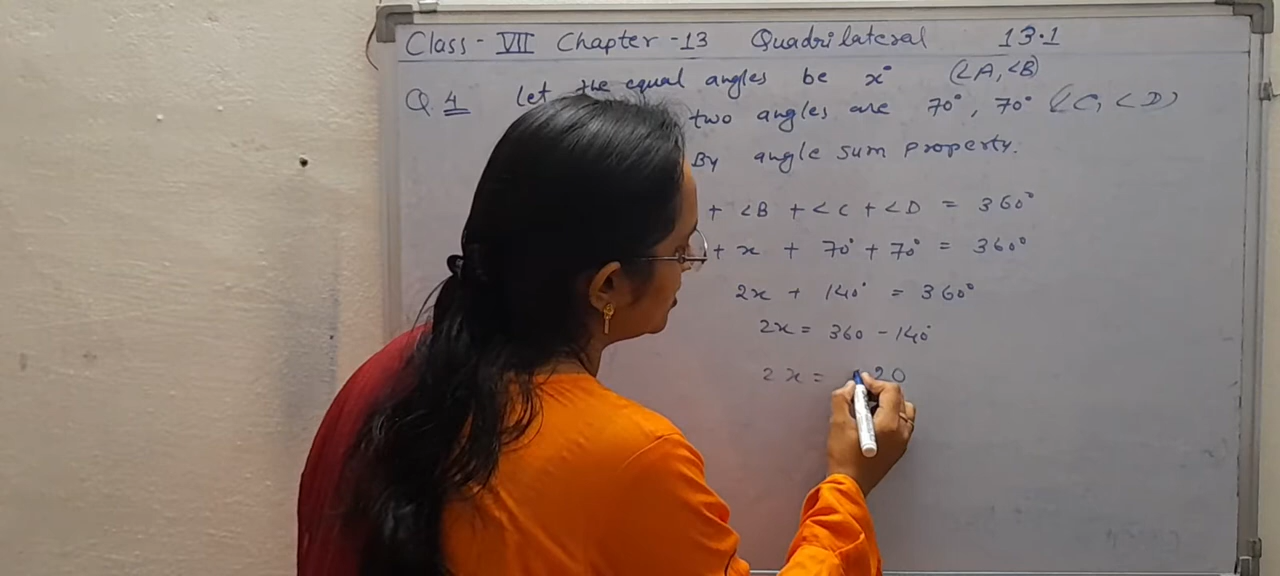 Class - VII Chapter - 13 Quadrilateral 13.1
Q. 4 Let the equal angles be x° (∠A, ∠B)
two angles are 70°, 70° (∠C, ∠D)
By angle sum property.
+ ∠B + ∠C + ∠D = 360°
+ x + 70° + 70° = 360°
2x + 140° = 360°
2x = 360 - 140°
2x = 20